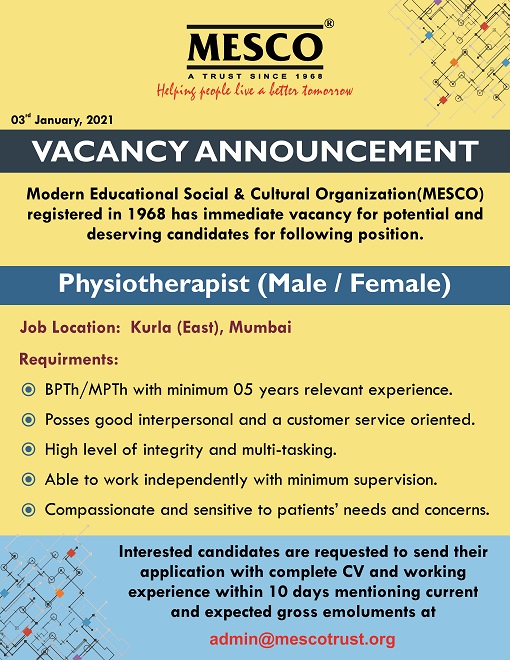 MESCO®
A TRUST SINCE 1968
Helping people live a better tomorrow
03rd January, 2021
VACANCY ANNOUNCEMENT
Modern Educational Social & Cultural Organization(MESCO)
registered in 1968 has immediate vacancy for potential and
deserving candidates for following position.
Physiotherapist (Male / Female)
Job Location: Kurla (East), Mumbai
Requirments:
BPTh/MPTh with minimum 05 years relevant experience.
Posses good interpersonal and a customer service oriented.
High level of integrity and multi-tasking.
Able to work independently with minimum supervision.
Compassionate and sensitive to patients' needs and concerns.
Interested candidates are requested to send their
application with complete CV and working
experience within 10 days mentioning current
and expected gross emoluments at
admin@mescotrust.org